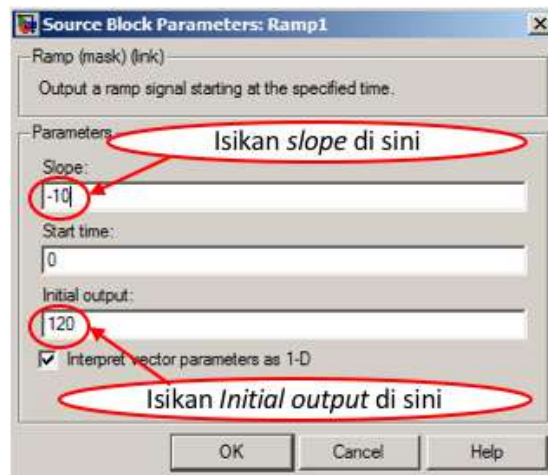 Source Block Parameters: Ramp1
Ramp (mask) (link)
Output a ramp signal starting at the specified time.
Parameters
Isikan slope di sini
Slope:
-10
Start time:
0
Initial output:
120
Interpret vector parameters as 1-D
Isikan Initial output di sini
OK Cancel Help